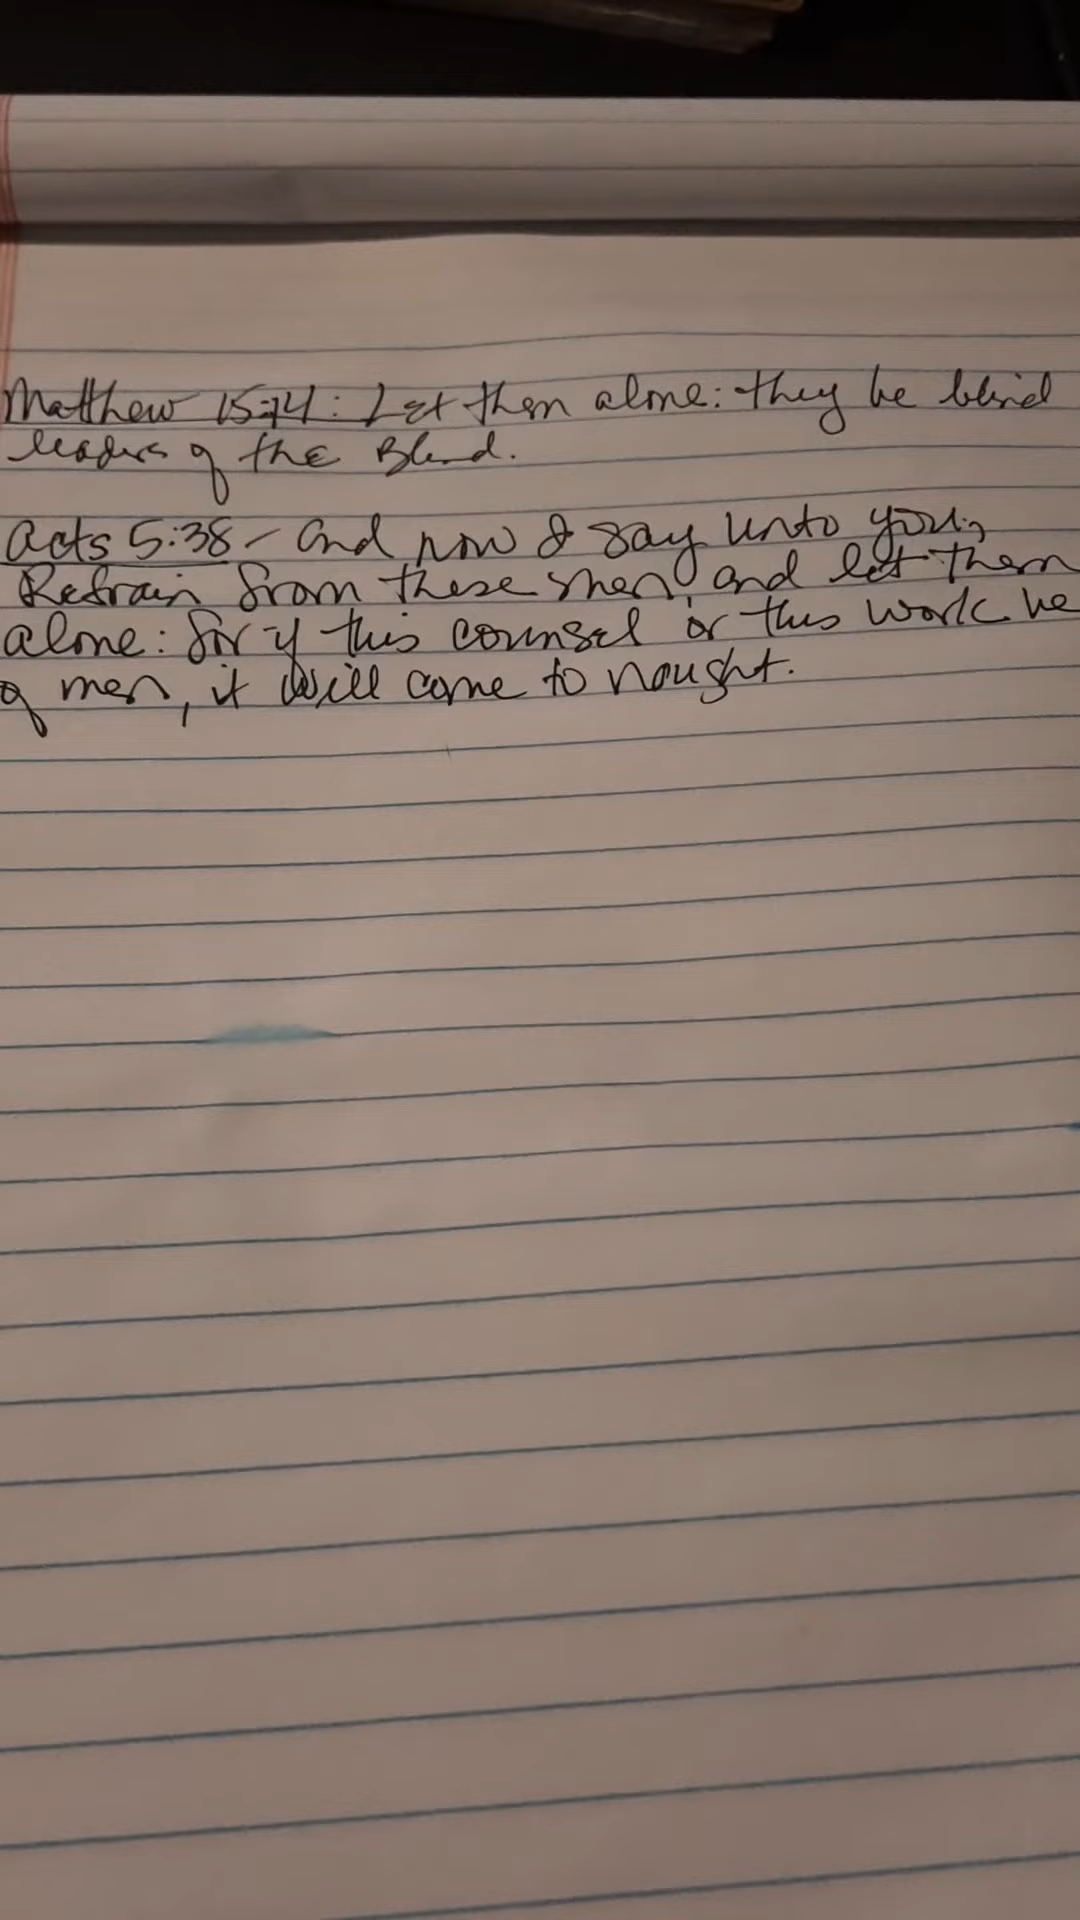 Matthew 15:14: Let them alone: they be blind
leaders of the Blind.
Acts 5:38 - and now I say unto you,
Refrain from these men, and let them
alone: for if this counsel or this work be
of men, it will come to nought.